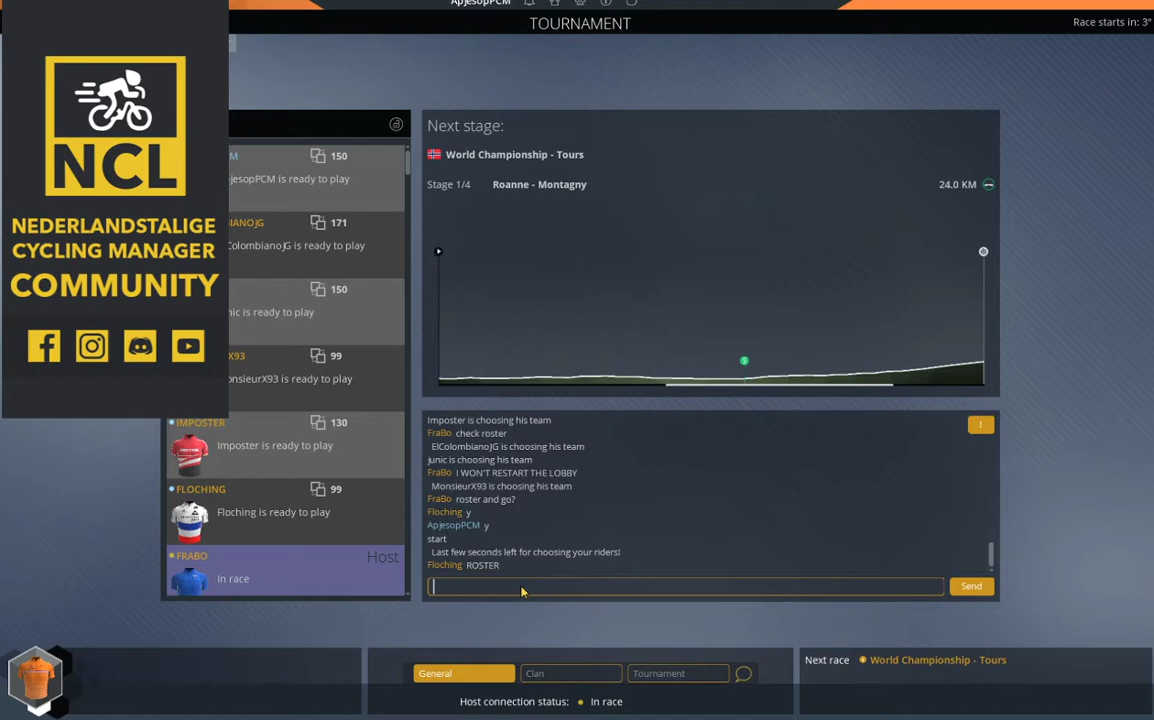 ApjesopPCM
TOURNAMENT
Race starts in: 3"
NCL
NEDERLANDSTALIGE
CYCLING MANAGER
COMMUNITY
M 150
pjesopPCM is ready to play
BIANOJG 171
ColombianoJG is ready to play
150
nic is ready to play
X93 99
onsieurX93 is ready to play
IMPOSTER 130
Imposter is ready to play
FLOCHING 99
Floching is ready to play
FRABO Host
In race
Next stage:
World Championship - Tours
Stage 1/4 Roanne - Montagny 24.0 KM
S
Imposter is choosing his team
FraBo check roster
ElColombianoJG is choosing his team
junic is choosing his team
FraBo I WON'T RESTART THE LOBBY
MonsieurX93 is choosing his team
FraBo roster and go?
Floching y
ApjesopPCM y
start
Last few seconds left for choosing your riders!
Floching ROSTER
!
Send
General Clan Tournament
Host connection status: In race
Next race World Championship - Tours